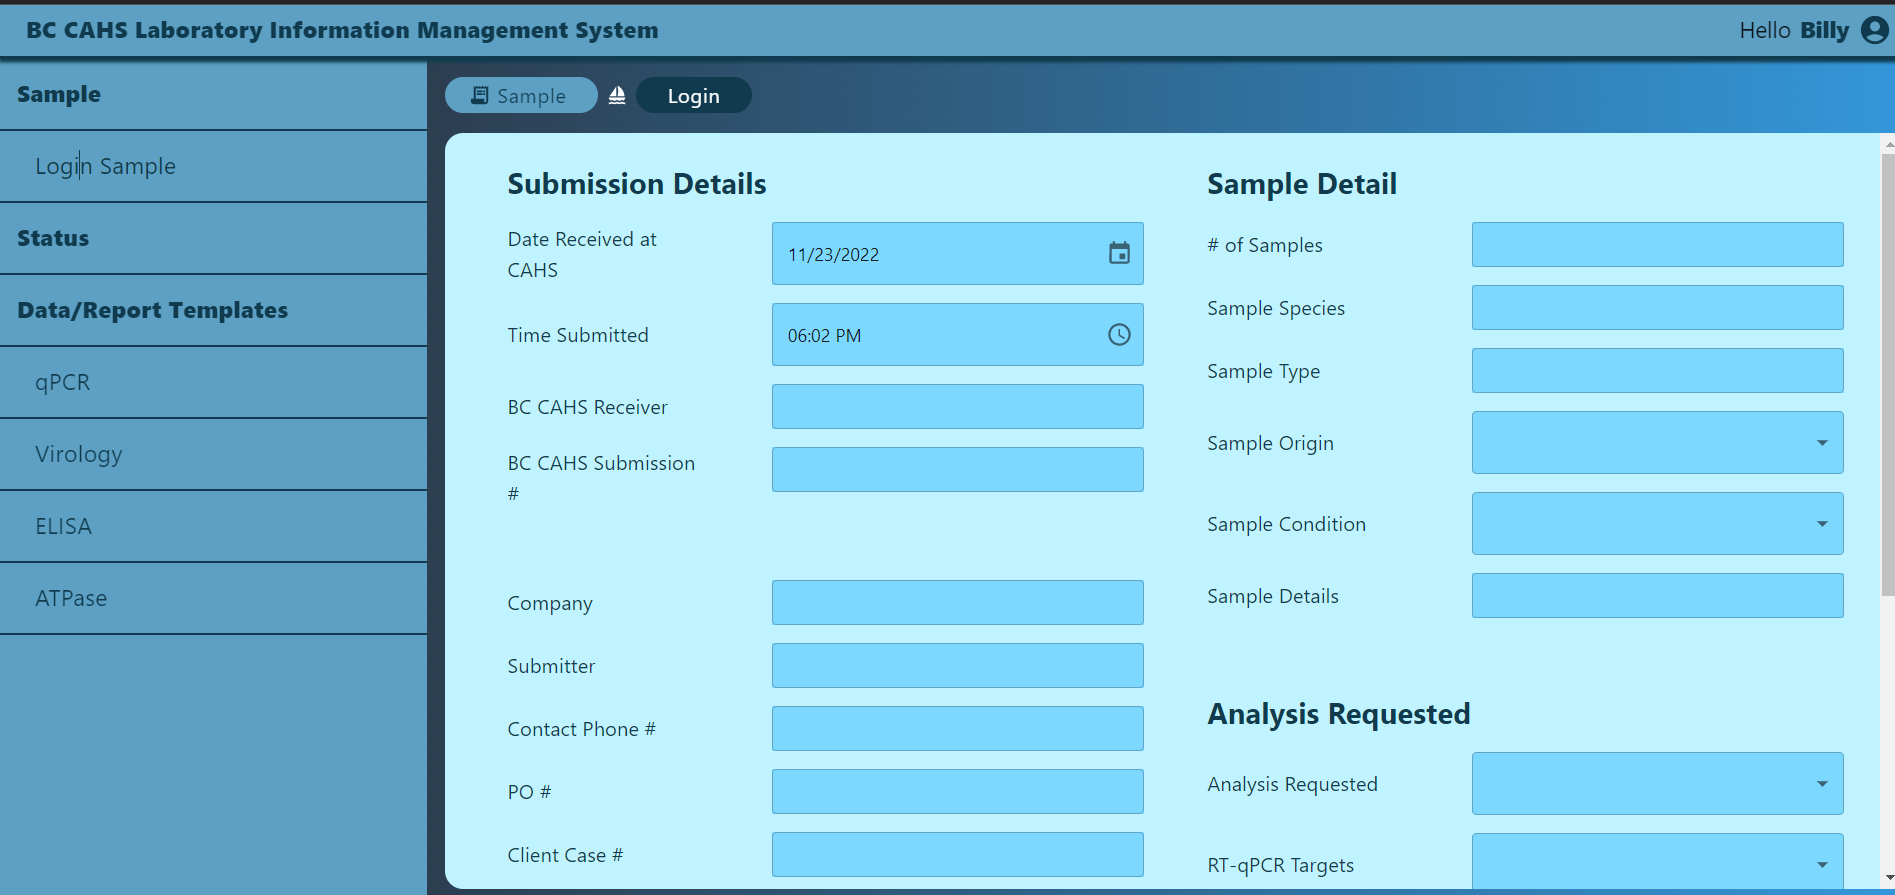 BC CAHS Laboratory Information Management System
Hello Billy
Sample
Login Sample
Status
Data/Report Templates
qPCR
Virology
ELISA
ATPase
Sample
Login
Submission Details
Date Received at
CAHS
11/23/2022
Time Submitted
06:02 PM
BC CAHS Receiver
BC CAHS Submission
#
Company
Submitter
Contact Phone #
PO #
Client Case #
Sample Detail
# of Samples
Sample Species
Sample Type
Sample Origin
Sample Condition
Sample Details
Analysis Requested
Analysis Requested
RT-qPCR Targets